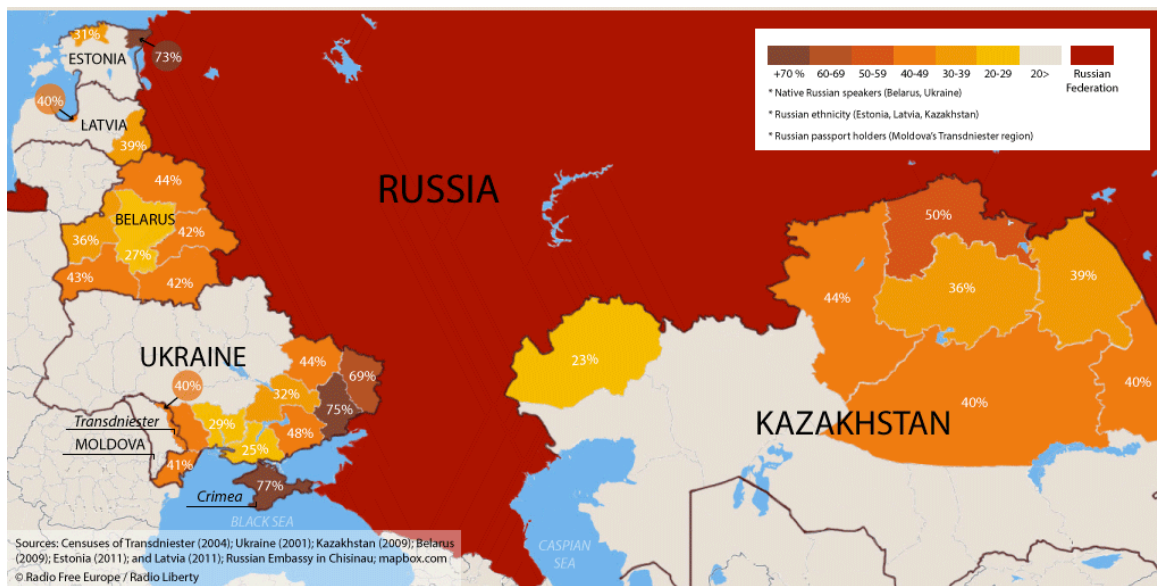 31%
ESTONIA
73%
40%
LATVIA
39%
44%
BELARUS
36%
42%
27%
43%
42%
RUSSIA
+70 %
60-69
50-59
40-49
30-39
20-29
20>
Russian
Federation
* Native Russian speakers (Belarus, Ukraine)
* Russian ethnicity (Estonia, Latvia, Kazakhstan)
* Russian passport holders (Moldova's Transdniester region)
50%
44%
36%
39%
23%
40%
40%
KAZAKHSTAN
UKRAINE
44%
69%
40%
32%
75%
Transdniester
29%
48%
MOLDOVA
25%
41%
77%
Crimea
BLACK SEA
CASPIAN
SEA
Sources: Censuses of Transdniester (2004); Ukraine (2001); Kazakhstan (2009); Belarus
(2009); Estonia (2011); and Latvia (2011); Russian Embassy in Chisinau; mapbox.com
© Radio Free Europe / Radio Liberty